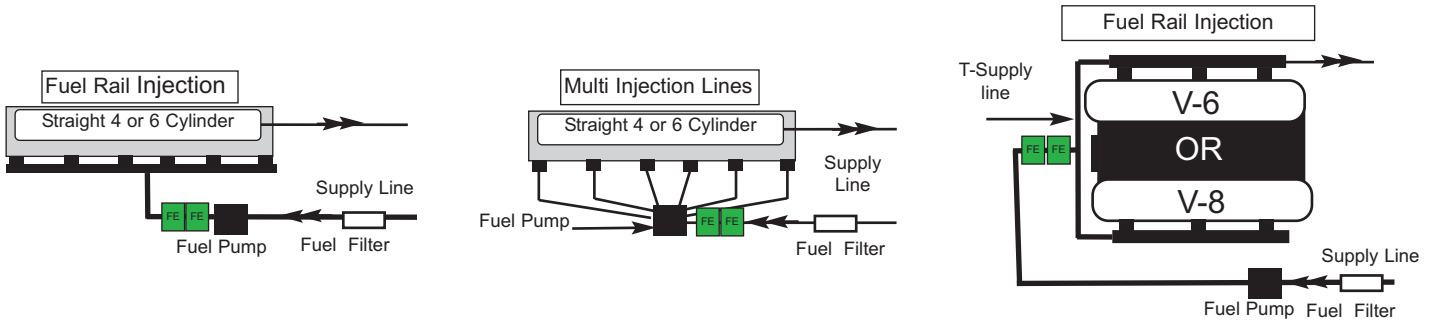 Fuel Rail Injection
Straight 4 or 6 Cylinder
Supply Line
FE FE
Fuel Pump
Fuel Filter
Multi Injection Lines
Straight 4 or 6 Cylinder
Supply
Line
Fuel Pump
FE FE
Fuel Filter
Fuel Rail Injection
T-Supply
line
V-6
FE FE
OR
V-8
Supply Line
Fuel Pump
Fuel Filter